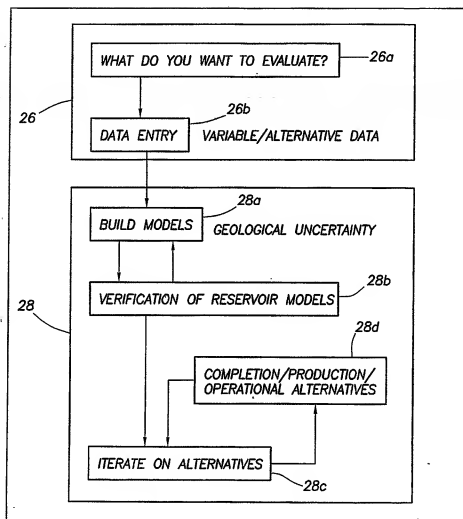 WHAT DO YOU WANT TO EVALUATE?
26a
26
26b
DATA ENTRY
VARIABLE/ALTERNATIVE DATA
28a
BUILD MODELS
GEOLOGICAL UNCERTAINTY
VERIFICATION OF RESERVOIR MODELS
28b
28
28d
COMPLETION/PRODUCTION/
OPERATIONAL ALTERNATIVES
ITERATE ON ALTERNATIVES
28c